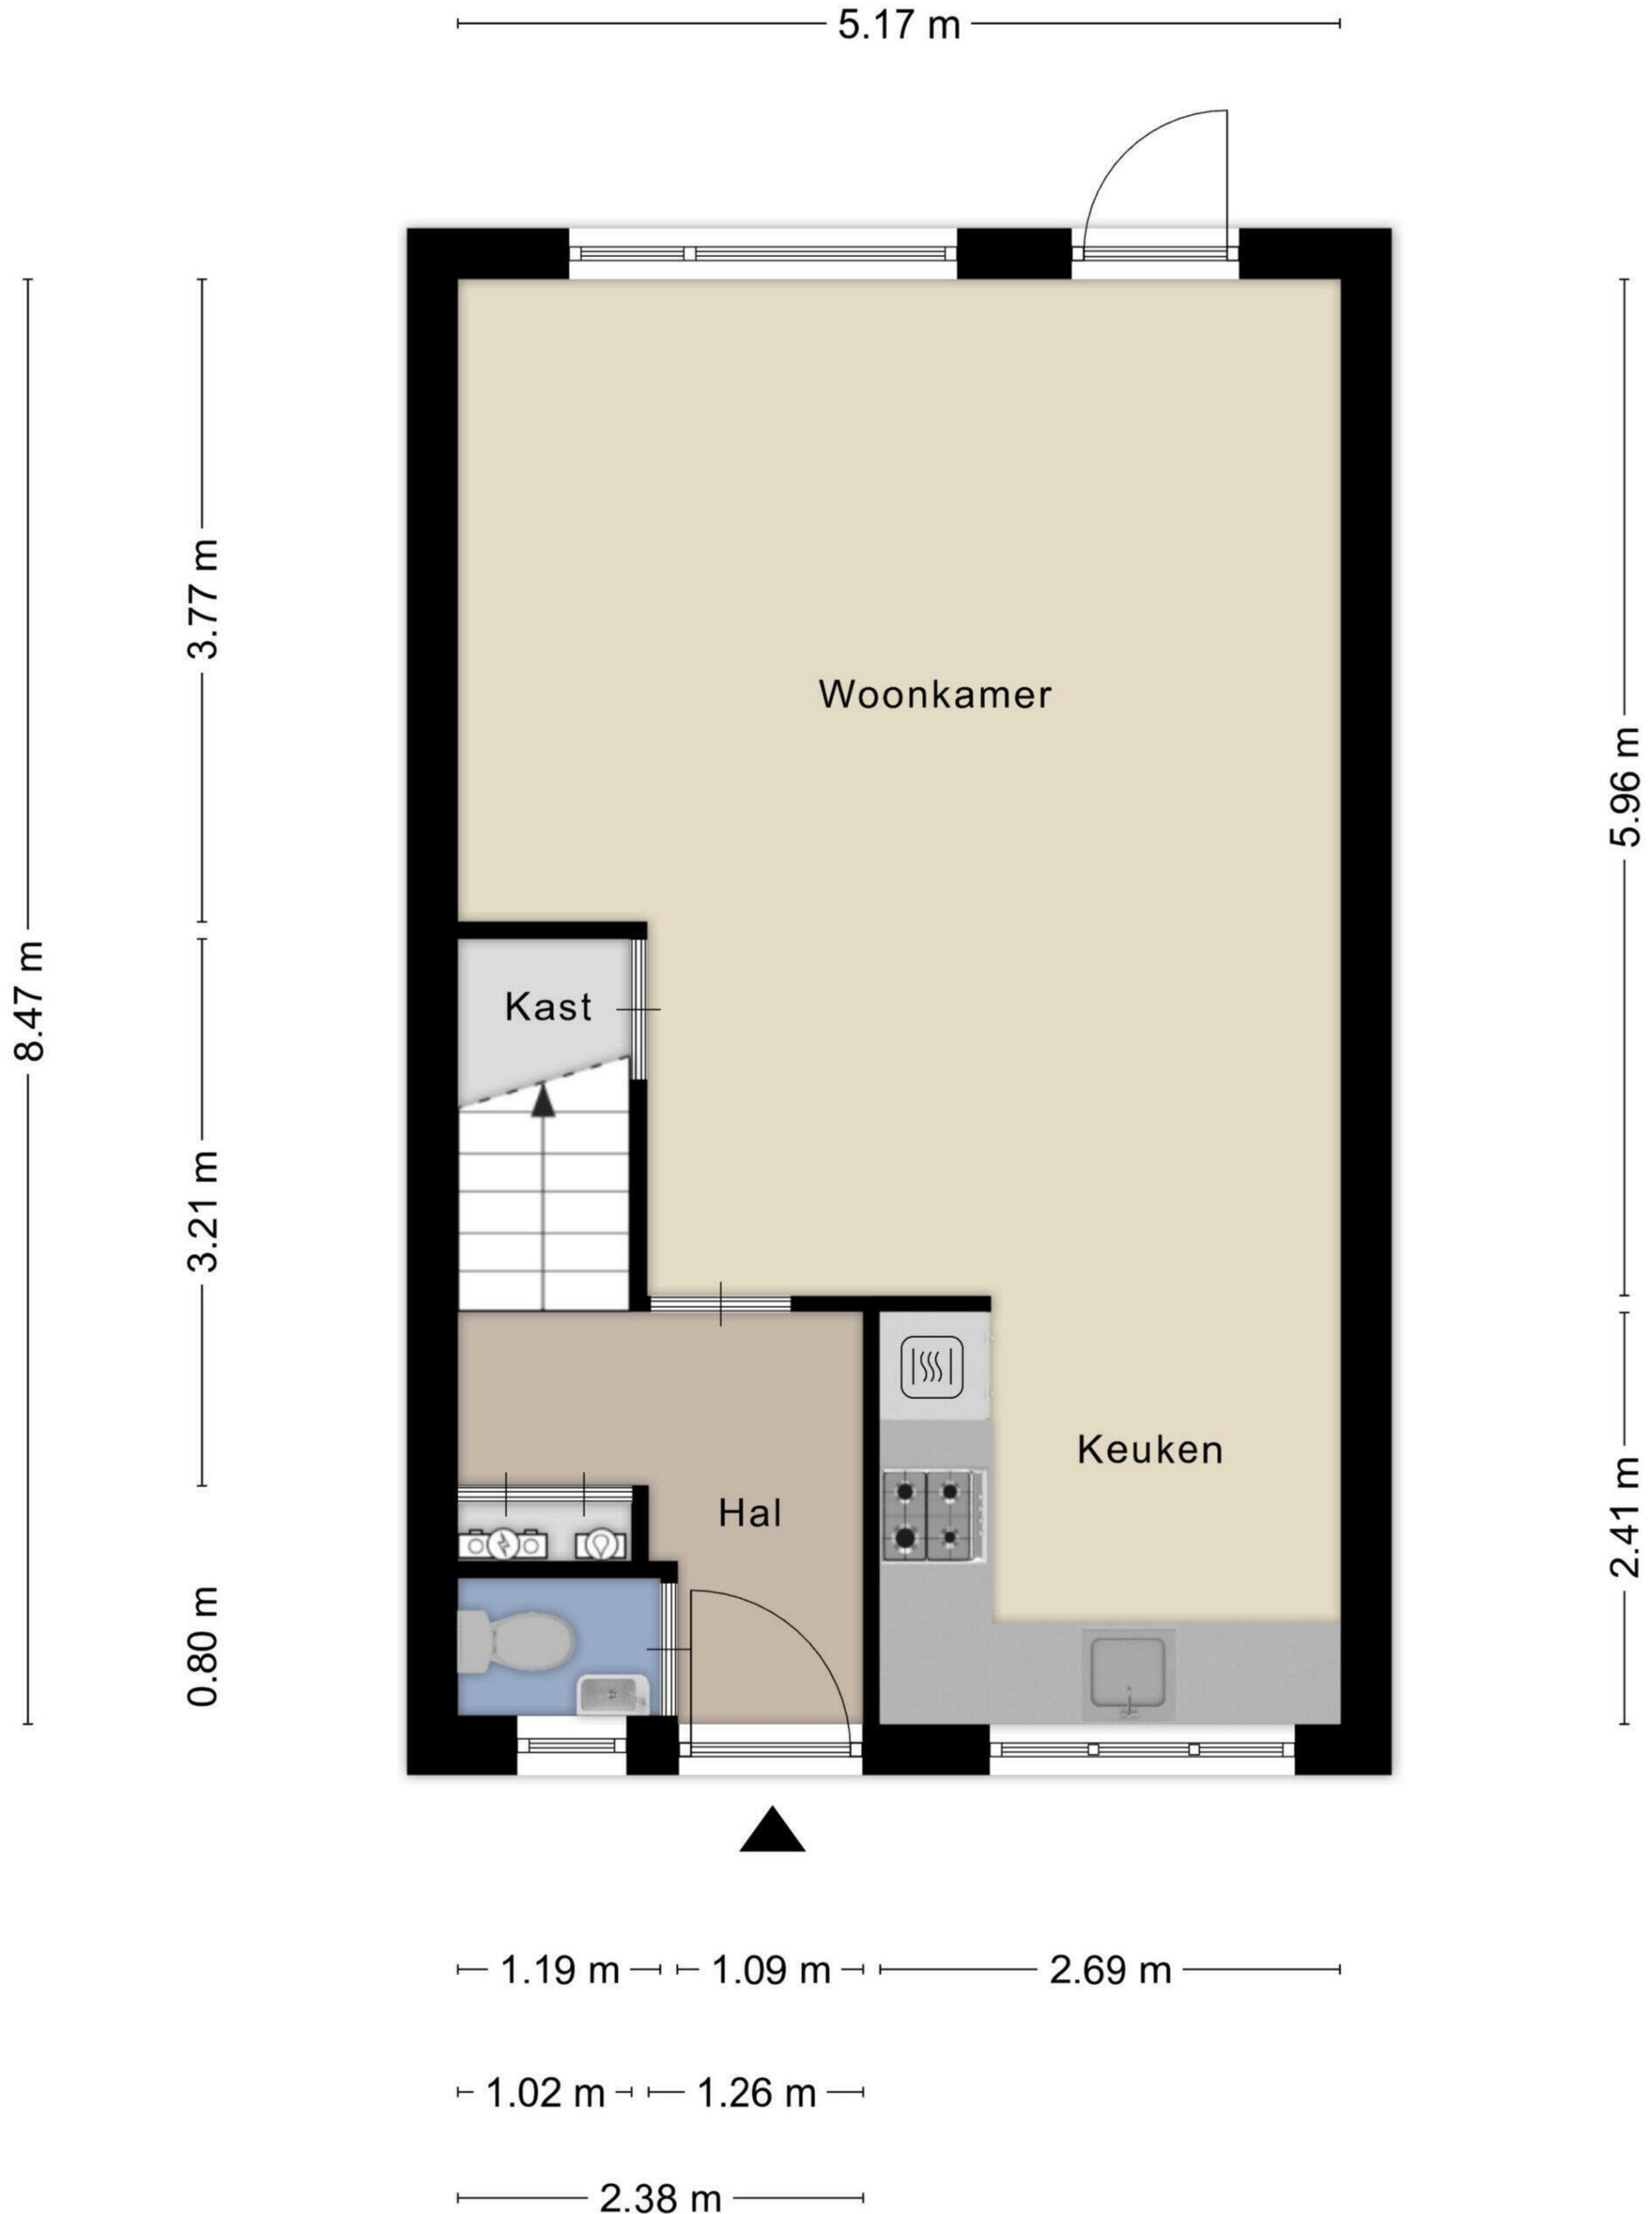 5.17 m
3.77 m
8.47 m
3.21 m
0.80 m
5.96 m
2.41 m
Woonkamer
Kast
Keuken
Hal
1.19 m
1.09 m
2.69 m
1.02 m
1.26 m
2.38 m